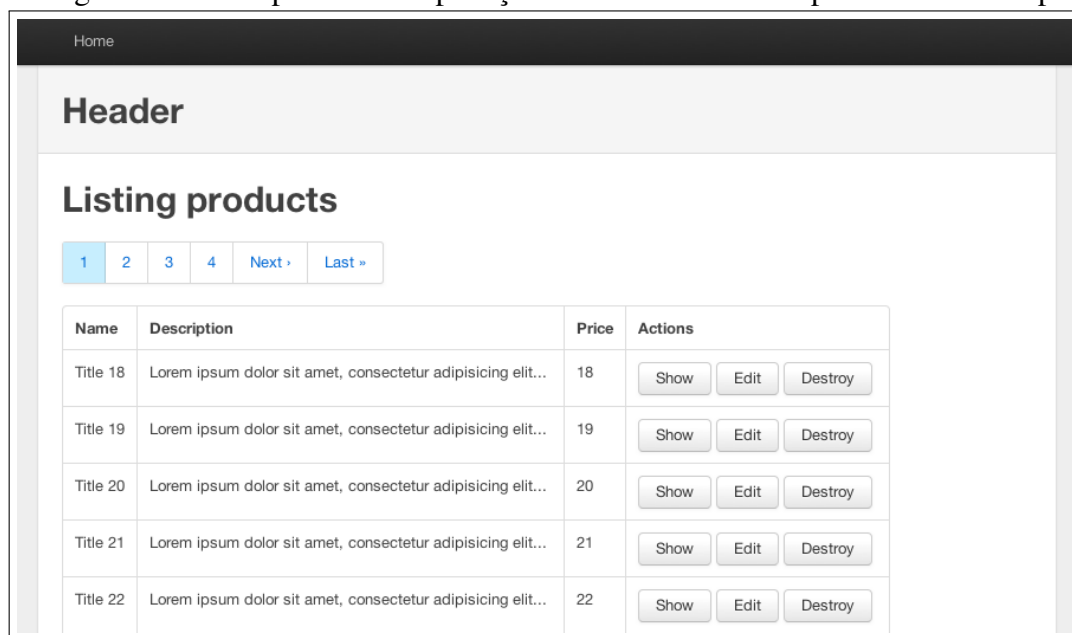 Home
Header
Listing products
1 2 3 4 Next › Last »
Name Description Price Actions
Title 18 Lorem ipsum dolor sit amet, consectetur adipisicing elit... 18 Show Edit Destroy
Title 19 Lorem ipsum dolor sit amet, consectetur adipisicing elit... 19 Show Edit Destroy
Title 20 Lorem ipsum dolor sit amet, consectetur adipisicing elit... 20 Show Edit Destroy
Title 21 Lorem ipsum dolor sit amet, consectetur adipisicing elit... 21 Show Edit Destroy
Title 22 Lorem ipsum dolor sit amet, consectetur adipisicing elit... 22 Show Edit Destroy